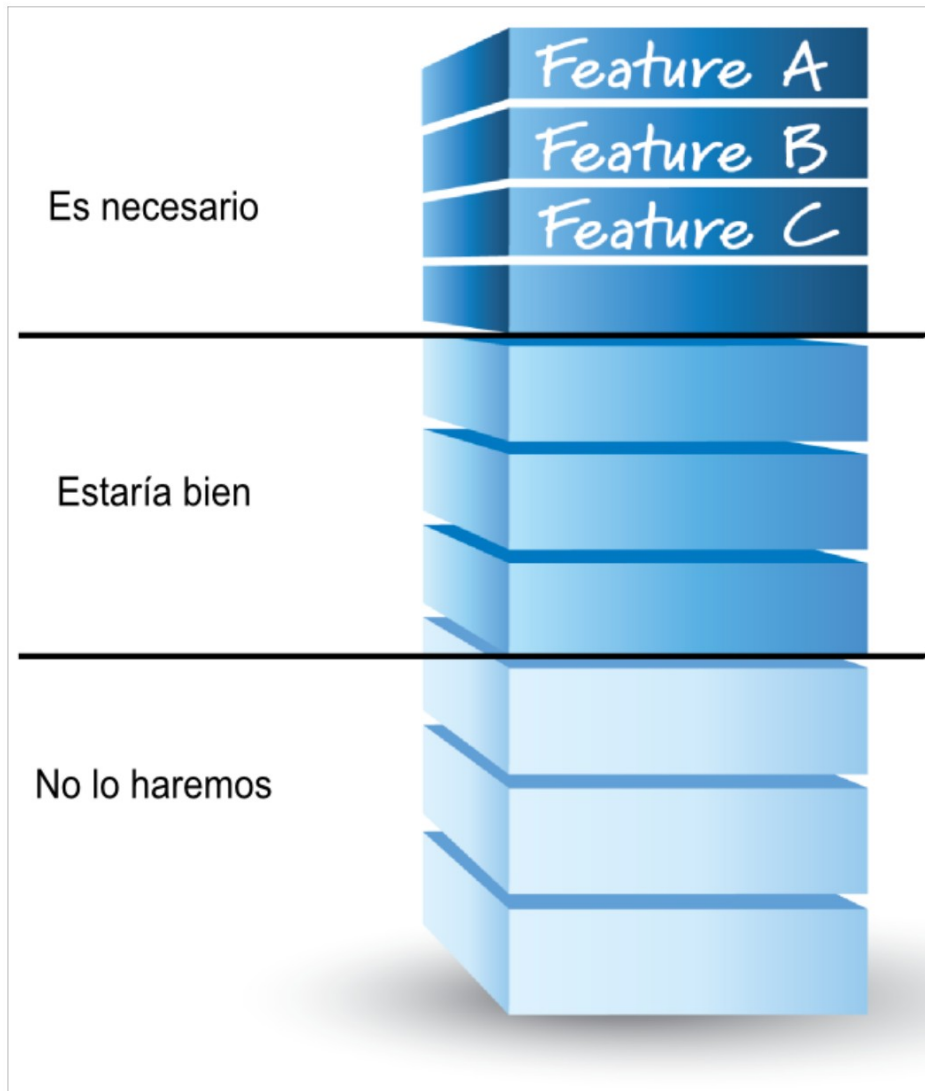 Feature A
Feature B
Es necesario
Feature C
Estaría bien
No lo haremos